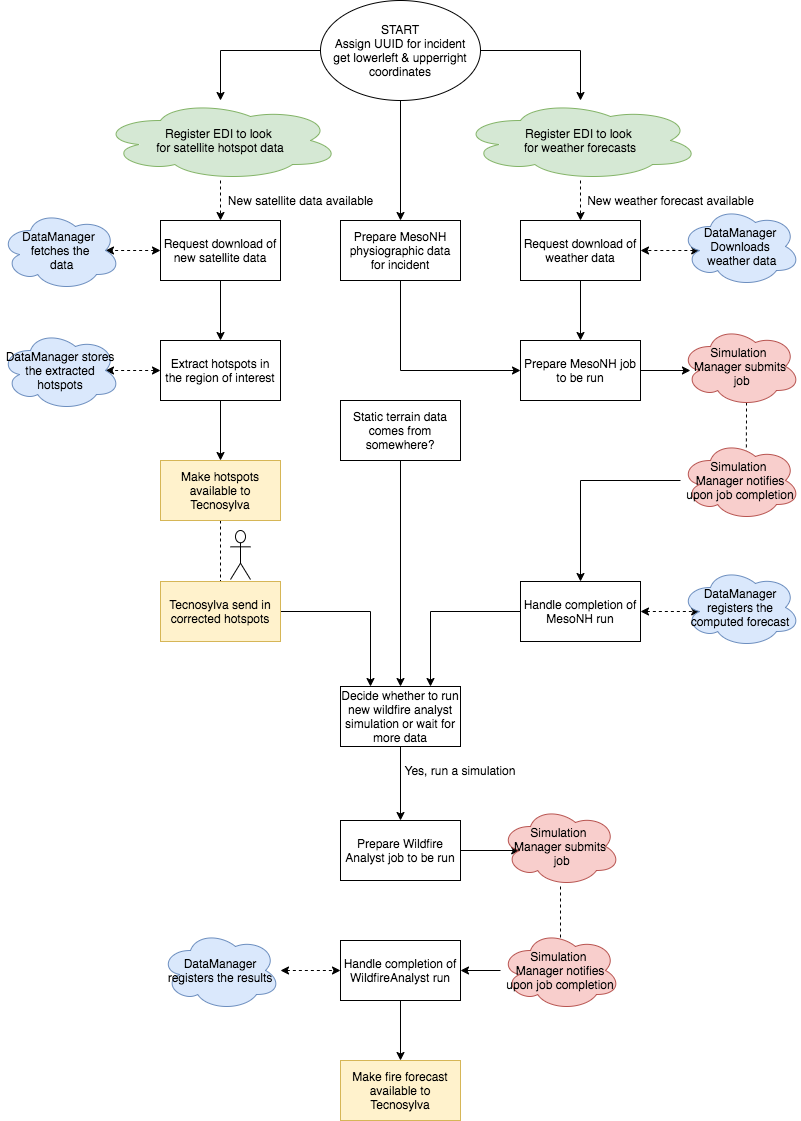 START
Assign UUID for incident
get lowerleft & upperright
coordinates
Register EDI to look
for satellite hotspot data
Register EDI to look
for weather forecasts
New satellite data available
New weather forecast available
DataManager
fetches the
data
Request download of
new satellite data
Prepare MesoNH
physiographic data
for incident
Request download of
weather data
DataManager
Downloads
weather data
DataManager stores
the extracted
hotspots
Extract hotspots in
the region of interest
Prepare MesoNH job
to be run
Simulation
Manager submits
job
Static terrain data
comes from
somewhere?
Make hotspots
available to
Tecnosylva
Simulation
Manager notifies
upon job completion
Tecnosylva send in
corrected hotspots
Handle completion of
MesoNH run
DataManager
registers the
computed forecast
Decide whether to run
new wildfire analyst
simulation or wait for
more data
Yes, run a simulation
Prepare Wildfire
Analyst job to be run
Simulation
Manager submits
job
DataManager
registers the results
Handle completion of
WildfireAnalyst run
Simulation
Manager notifies
upon job completion
Make fire forecast
available to
Tecnosylva